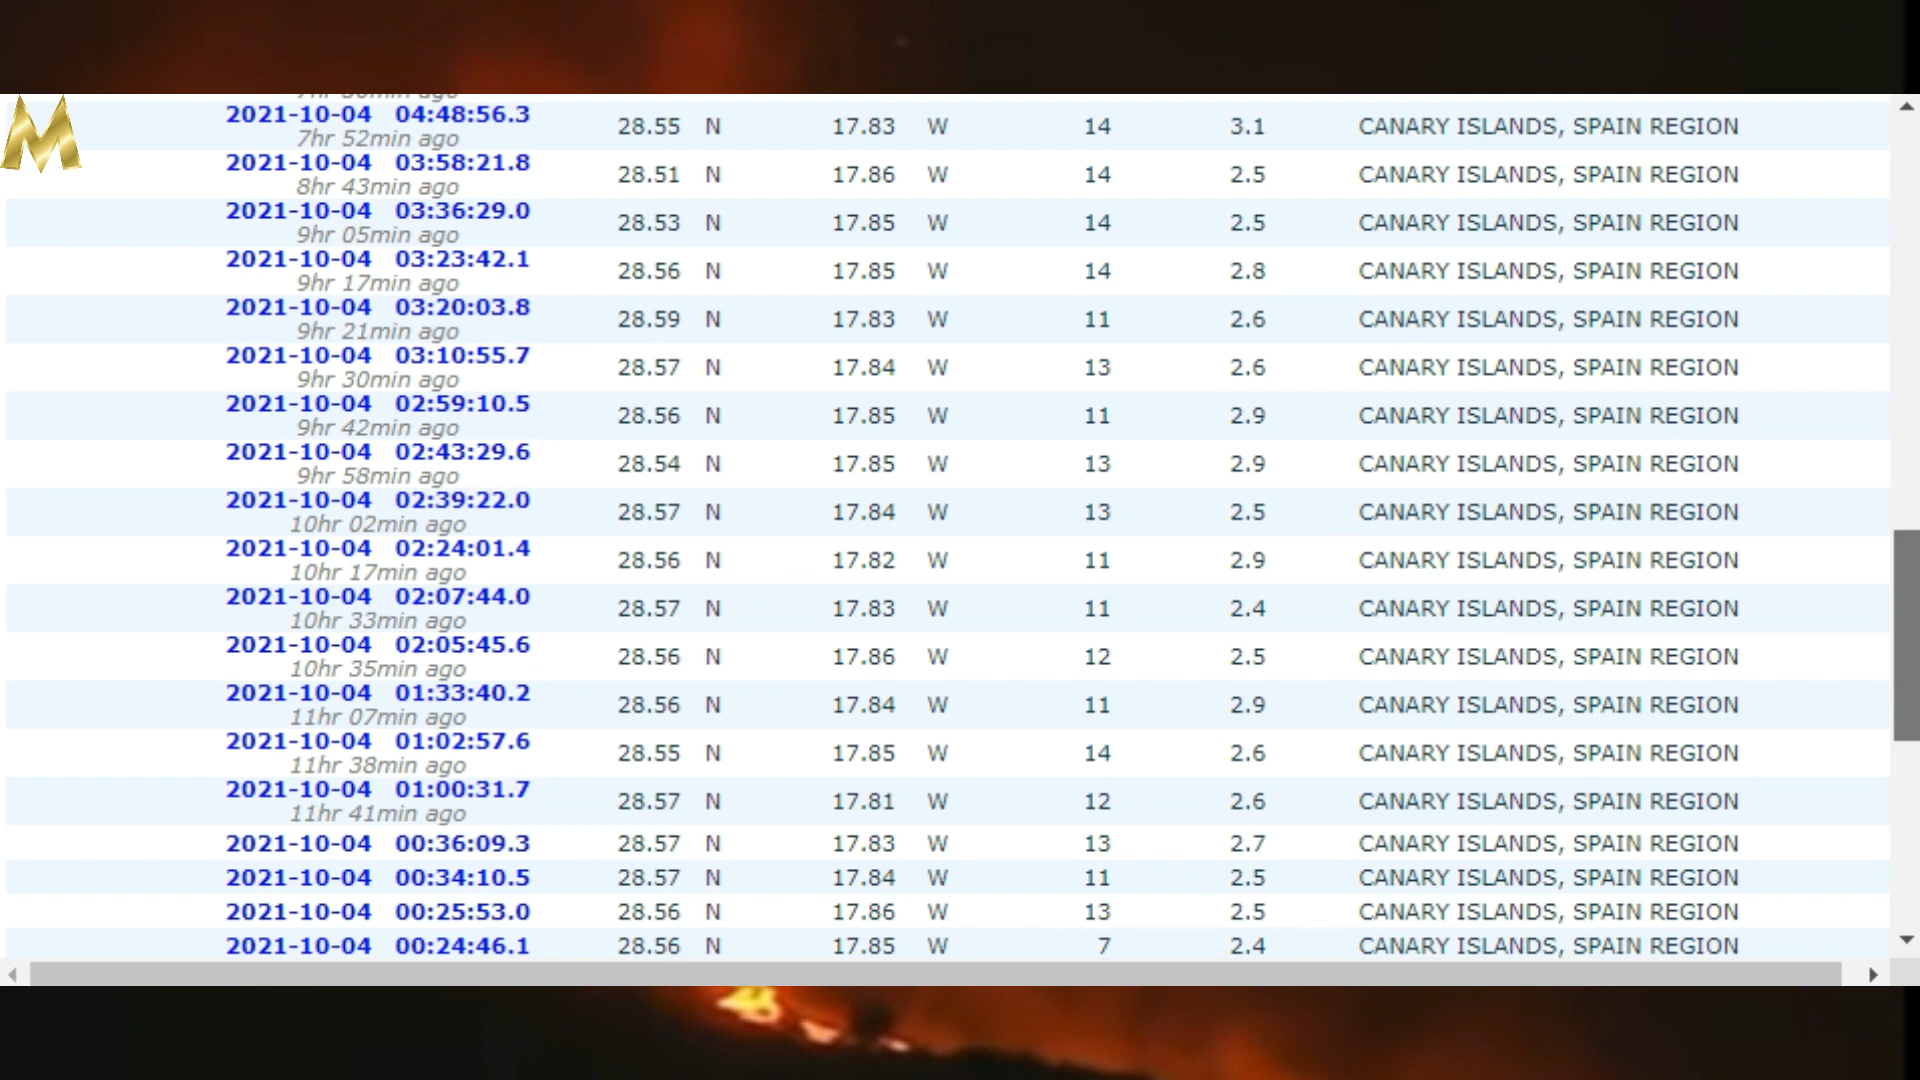 M
2021-10-04 04:48:56.3 28.55 N 17.83 W 14 3.1 CANARY ISLANDS, SPAIN REGION
7hr 52min ago
2021-10-04 03:58:21.8 28.51 N 17.86 W 14 2.5 CANARY ISLANDS, SPAIN REGION
8hr 43min ago
2021-10-04 03:36:29.0 28.53 N 17.85 W 14 2.5 CANARY ISLANDS, SPAIN REGION
9hr 05min ago
2021-10-04 03:23:42.1 28.56 N 17.85 W 14 2.8 CANARY ISLANDS, SPAIN REGION
9hr 17min ago
2021-10-04 03:20:03.8 28.59 N 17.83 W 11 2.6 CANARY ISLANDS, SPAIN REGION
9hr 21min ago
2021-10-04 03:10:55.7 28.57 N 17.84 W 13 2.6 CANARY ISLANDS, SPAIN REGION
9hr 30min ago
2021-10-04 02:59:10.5 28.56 N 17.85 W 11 2.9 CANARY ISLANDS, SPAIN REGION
9hr 42min ago
2021-10-04 02:43:29.6 28.54 N 17.85 W 13 2.9 CANARY ISLANDS, SPAIN REGION
9hr 58min ago
2021-10-04 02:39:22.0 28.57 N 17.84 W 13 2.5 CANARY ISLANDS, SPAIN REGION
10hr 02min ago
2021-10-04 02:24:01.4 28.56 N 17.82 W 11 2.9 CANARY ISLANDS, SPAIN REGION
10hr 17min ago
2021-10-04 02:07:44.0 28.57 N 17.83 W 11 2.4 CANARY ISLANDS, SPAIN REGION
10hr 33min ago
2021-10-04 02:05:45.6 28.56 N 17.86 W 12 2.5 CANARY ISLANDS, SPAIN REGION
10hr 35min ago
2021-10-04 01:33:40.2 28.56 N 17.84 W 11 2.9 CANARY ISLANDS, SPAIN REGION
11hr 07min ago
2021-10-04 01:02:57.6 28.55 N 17.85 W 14 2.6 CANARY ISLANDS, SPAIN REGION
11hr 38min ago
2021-10-04 01:00:31.7 28.57 N 17.81 W 12 2.6 CANARY ISLANDS, SPAIN REGION
11hr 41min ago
2021-10-04 00:36:09.3 28.57 N 17.83 W 13 2.7 CANARY ISLANDS, SPAIN REGION
2021-10-04 00:34:10.5 28.57 N 17.84 W 11 2.5 CANARY ISLANDS, SPAIN REGION
2021-10-04 00:25:53.0 28.56 N 17.86 W 13 2.5 CANARY ISLANDS, SPAIN REGION
2021-10-04 00:24:46.1 28.56 N 17.85 W 7 2.4 CANARY ISLANDS, SPAIN REGION